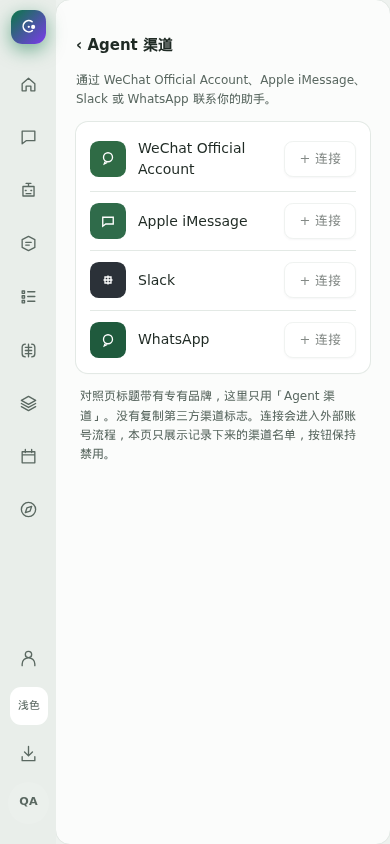 ‹ Agent 渠道
通过 WeChat Official Account、Apple iMessage、
Slack 或 WhatsApp 联系你的助手。
WeChat Official
Account
+ 连接
Apple iMessage
+ 连接
Slack
+ 连接
WhatsApp
+ 连接
对照页标题带有专有品牌，这里只用「Agent 渠
道」。没有复制第三方渠道标志。连接会进入外部账
号流程，本页只展示记录下来的渠道名单，按钮保持
禁用。
浅色
QA